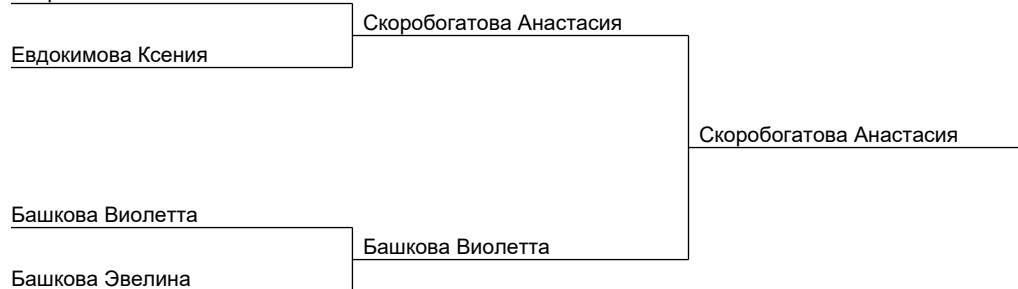 Скоробогатова Анастасия
Евдокимова Ксения
Скоробогатова Анастасия
Башкова Виолетта
Башкова Виолетта
Башкова Эвелина